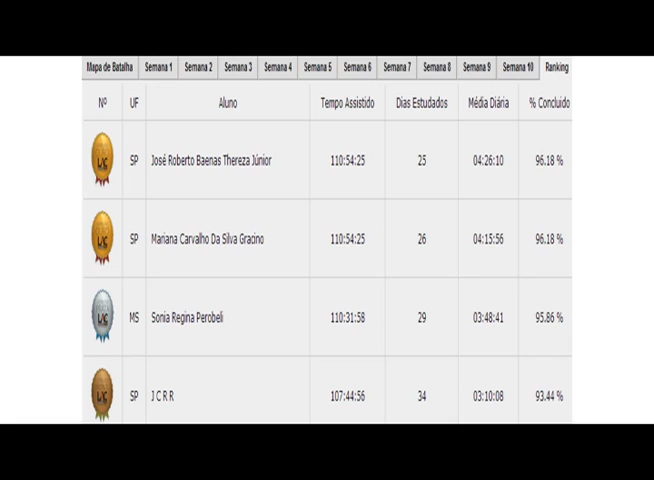 Mapa de Batalha Semana 1 Semana 2 Semana 3 Semana 4 Semana 5 Semana 6 Semana 7 Semana 8 Semana 9 Semana 10 Ranking
Nº UF Aluno Tempo Assistido Dias Estudados Média Diária % Concluído
SP José Roberto Baenas Thereza Júnior 110:54:25 25 04:26:10 96.18 %
SP Mariana Carvalho Da Silva Gracino 110:54:25 26 04:15:56 96.18 %
MS Sonia Regina Perobeli 110:31:58 29 03:48:41 95.86 %
SP J C R R 107:44:56 34 03:10:08 93.44 %